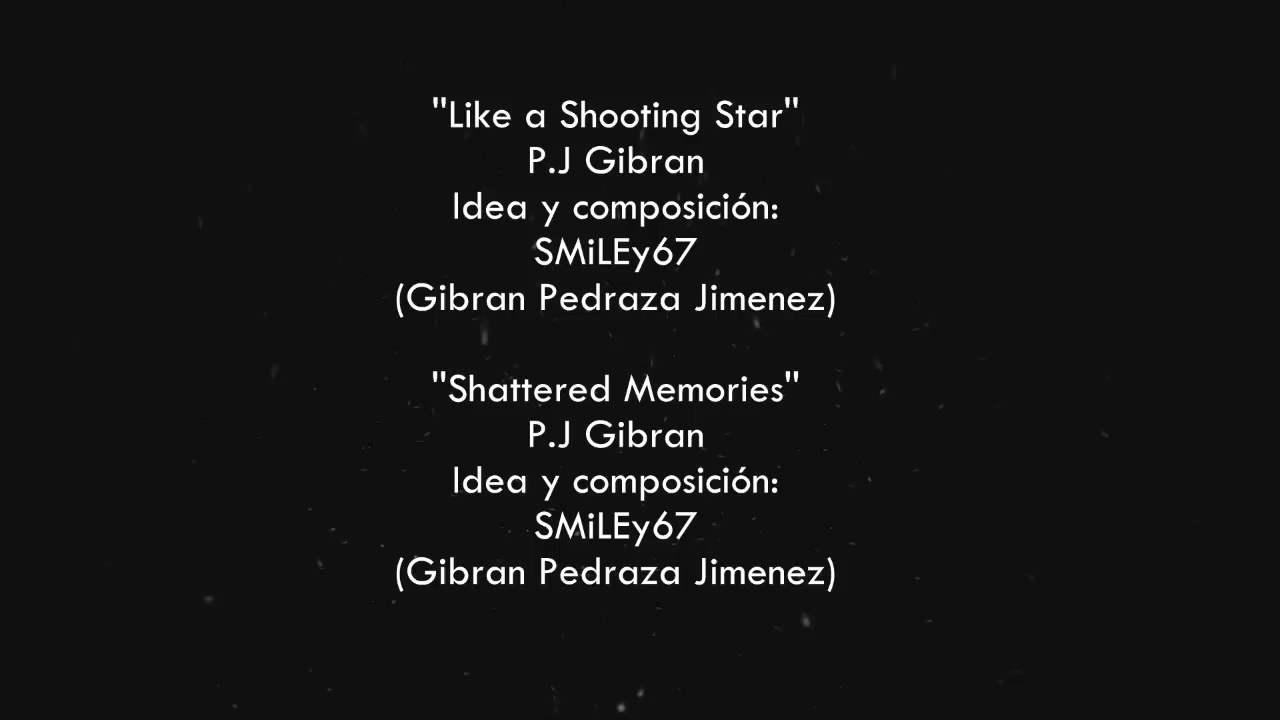 "Like a Shooting Star"
P.J Gibran
Idea y composición:
SMiLEy67
(Gibran Pedraza Jimenez)
"Shattered Memories"
P.J Gibran
Idea y composición:
SMiLEy67
(Gibran Pedraza Jimenez)